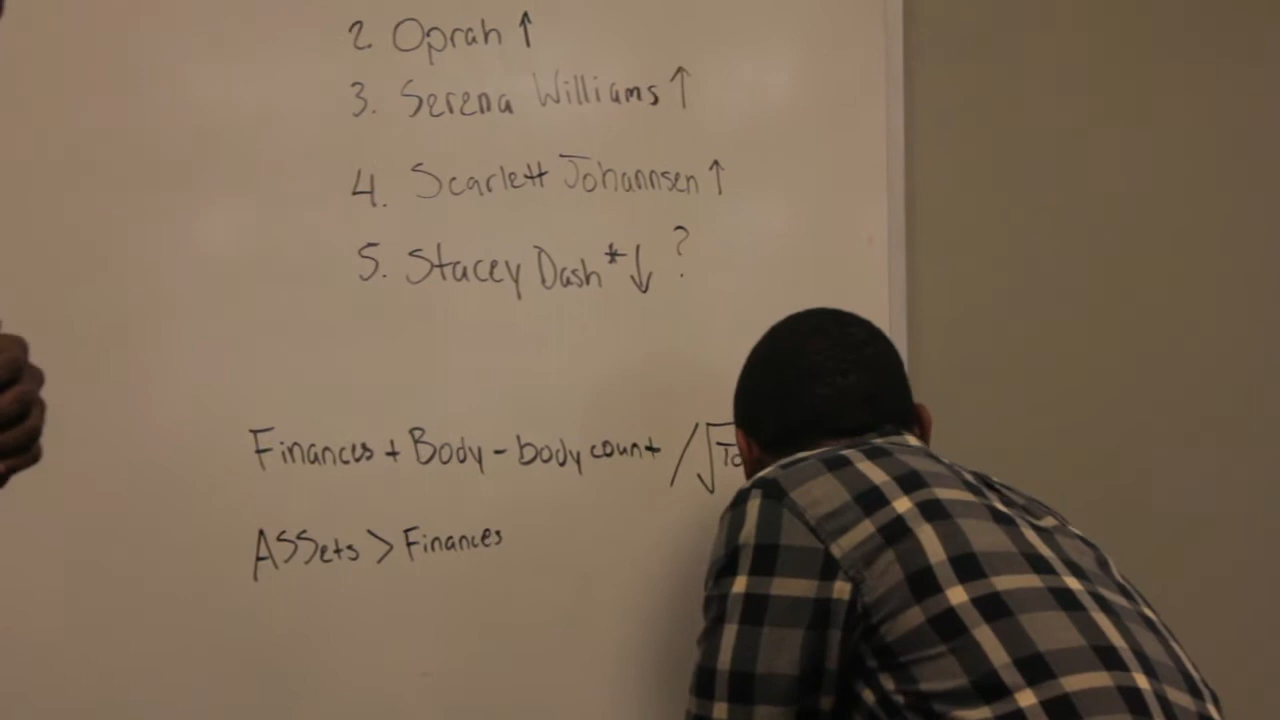 2. Oprah ↑
3. Serena Williams ↑
4. Scarlett Johannsen ↑
5. Stacey Dash * ↓ ?
Finances + Body - body count / √
ASSets > Finances